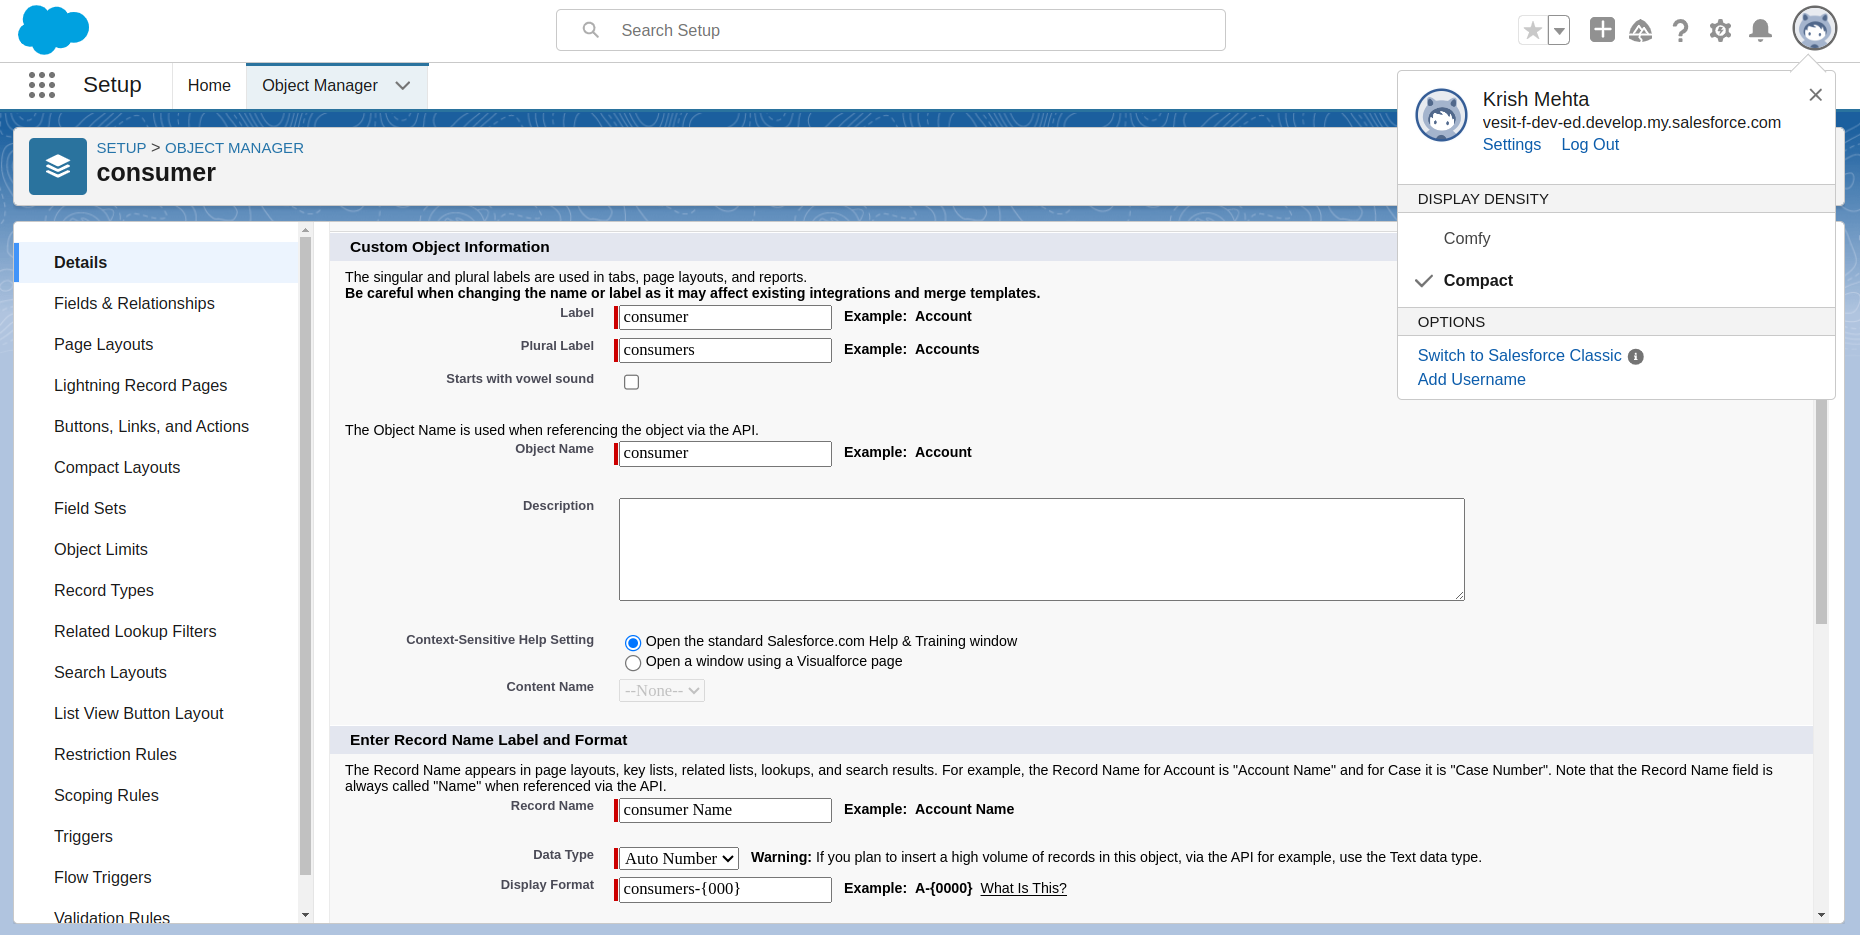 Search Setup
Setup
Home
Object Manager
Krish Mehta
vesit-f-dev-ed.develop.my.salesforce.com
Settings Log Out
DISPLAY DENSITY
Comfy
Compact
OPTIONS
Switch to Salesforce Classic
Add Username
SETUP > OBJECT MANAGER
consumer
Details
Fields & Relationships
Page Layouts
Lightning Record Pages
Buttons, Links, and Actions
Compact Layouts
Field Sets
Object Limits
Record Types
Related Lookup Filters
Search Layouts
List View Button Layout
Restriction Rules
Scoping Rules
Triggers
Flow Triggers
Validation Rules
Custom Object Information
The singular and plural labels are used in tabs, page layouts, and reports.
Be careful when changing the name or label as it may affect existing integrations and merge templates.
Label consumer Example: Account
Plural Label consumers Example: Accounts
Starts with vowel sound
The Object Name is used when referencing the object via the API.
Object Name consumer Example: Account
Description
Context-Sensitive Help Setting Open the standard Salesforce.com Help & Training window
Open a window using a Visualforce page
Content Name --None--
Enter Record Name Label and Format
The Record Name appears in page layouts, key lists, related lists, lookups, and search results. For example, the Record Name for Account is "Account Name" and for Case it is "Case Number". Note that the Record Name field is
always called "Name" when referenced via the API.
Record Name consumer Name Example: Account Name
Data Type Auto Number Warning: If you plan to insert a high volume of records in this object, via the API for example, use the Text data type.
Display Format consumers-{000} Example: A-{0000} What Is This?